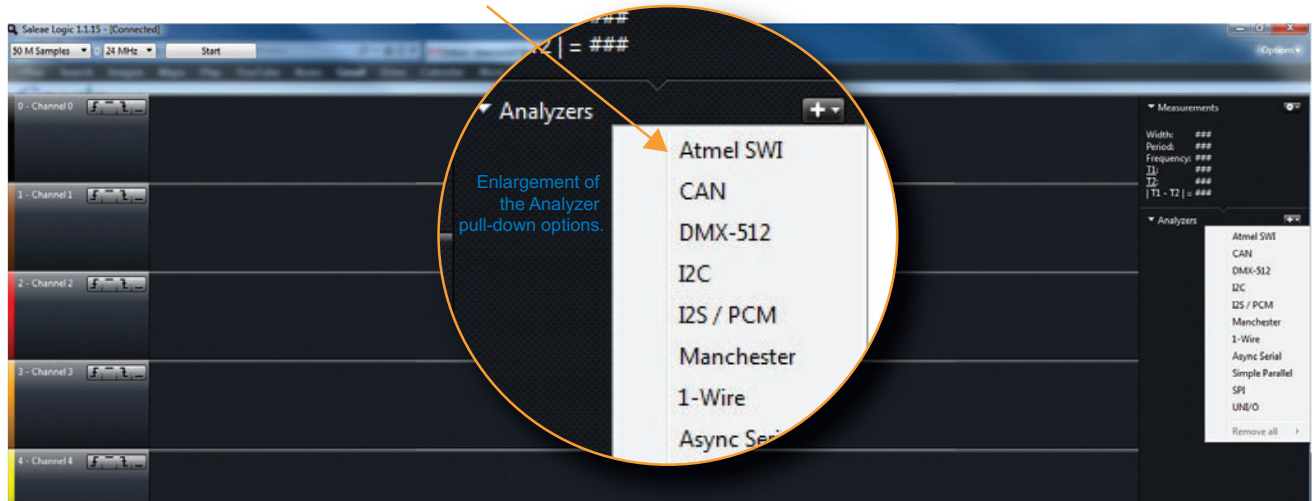 Saleae Logic 1.1.15 - [Connected]
50 M Samples
24 MHz
Start
Options
0 - Channel 0
1 - Channel 1
2 - Channel 2
3 - Channel 3
4 - Channel 4
###
T2 | = ###
Analyzers
Atmel SWI
CAN
DMX-512
I2C
I2S / PCM
Manchester
1-Wire
Async Seri
Enlargement of
the Analyzer
pull-down options.
Measurements
Width: ###
Period: ###
Frequency: ###
T1: ###
T2: ###
| T1 - T2 | = ###
Analyzers
Atmel SWI
CAN
DMX-512
I2C
I2S / PCM
Manchester
1-Wire
Async Serial
Simple Parallel
SPI
UNI/O
Remove all